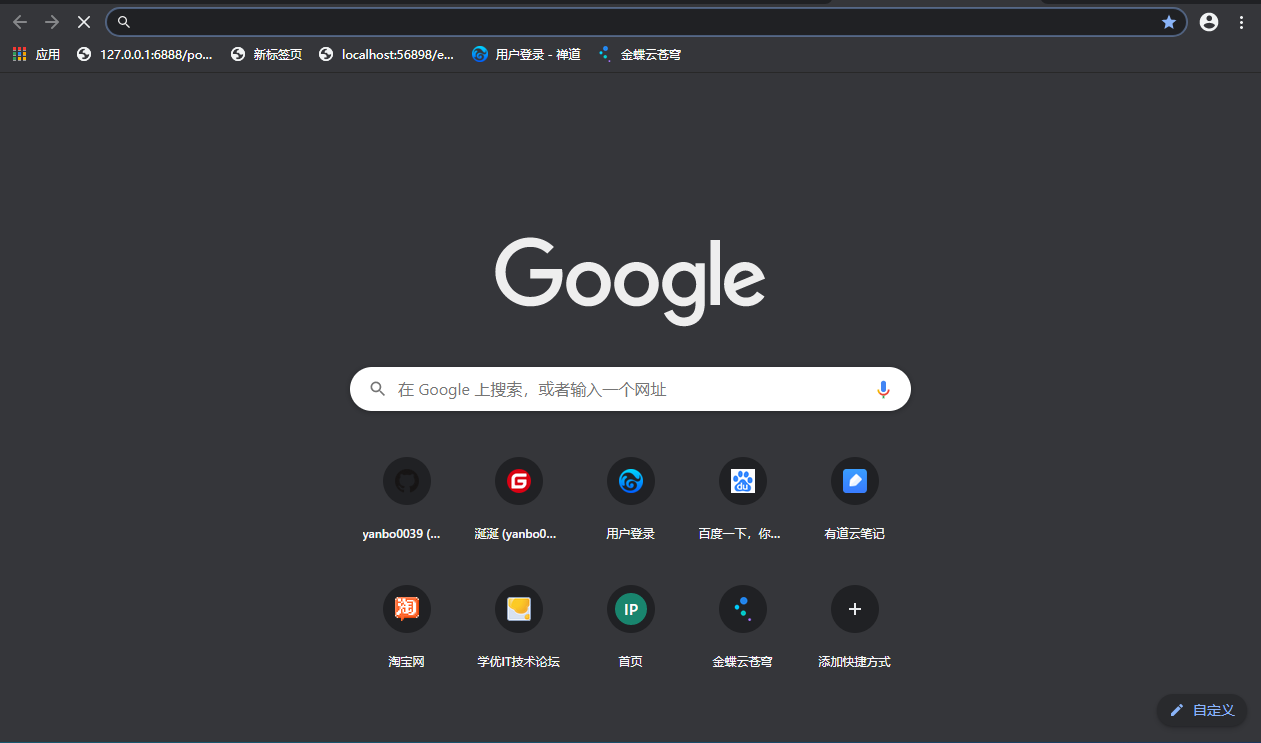 应用 127.0.0.1:6888/po... 新标签页 localhost:56898/e... 用户登录 - 禅道 金蝶云苍穹
Google
在 Google 上搜索，或者输入一个网址
G du
yanbo0039 (... 涎涎 (yanbo0... 用户登录 百度一下，你... 有道云笔记
淘 IP
淘宝网 学优IT技术论坛 首页 金蝶云苍穹 添加快捷方式
自定义